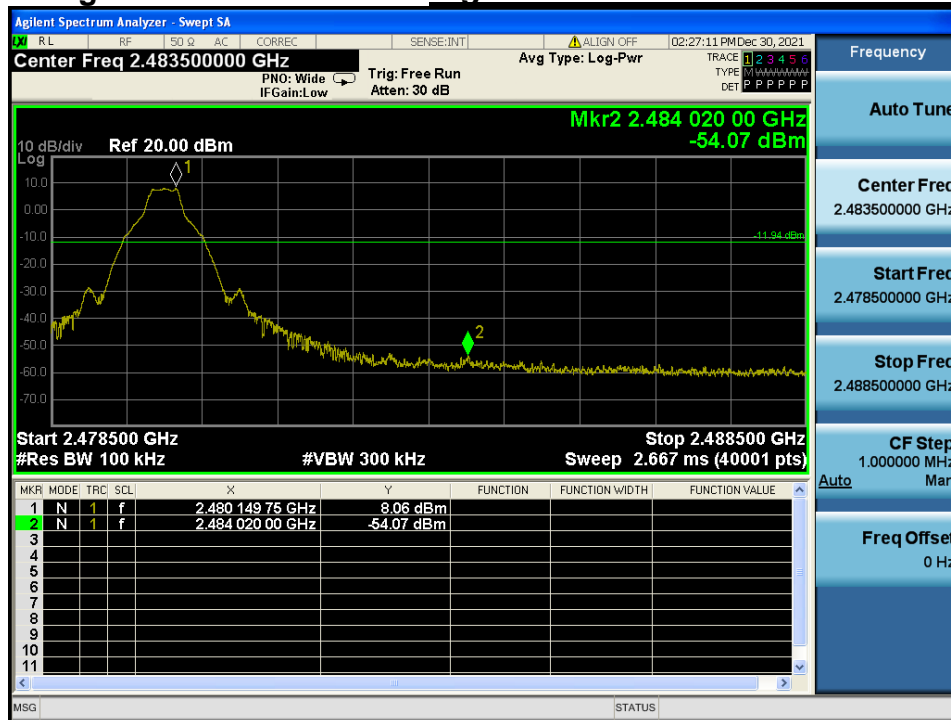 Agilent Spectrum Analyzer - Swept SA
LXI RL RF 50 Ω AC CORREC SENSE:INT ALIGN OFF 02:27:11 PM Dec 30, 2021
Center Freq 2.483500000 GHz
PNO: Wide
IFGain:Low
Trig: Free Run
Atten: 30 dB
Avg Type: Log-Pwr
TRACE 1 2 3 4 5 6
TYPE M
DET P P P P P P
Mkr2 2.484 020 00 GHz
-54.07 dBm
10 dB/div Ref 20.00 dBm
Log
1
10.0
0.00
-10.0
-11.94 dBm
-20.0
-30.0
-40.0
2
-50.0
-60.0
-70.0
Start 2.478500 GHz Stop 2.488500 GHz
#Res BW 100 kHz #VBW 300 kHz Sweep 2.667 ms (40001 pts)
MKR MODE TRC SCL X Y FUNCTION FUNCTION WIDTH FUNCTION VALUE
1 N 1 f 2.480 149 75 GHz 8.06 dBm
2 N 1 f 2.484 020 00 GHz -54.07 dBm
3
4
5
6
7
8
9
10
11
MSG STATUS
Frequency
Auto Tune
Center Freq
2.483500000 GHz
Start Freq
2.478500000 GHz
Stop Freq
2.488500000 GHz
CF Step
1.000000 MHz
Auto Man
Freq Offset
0 Hz